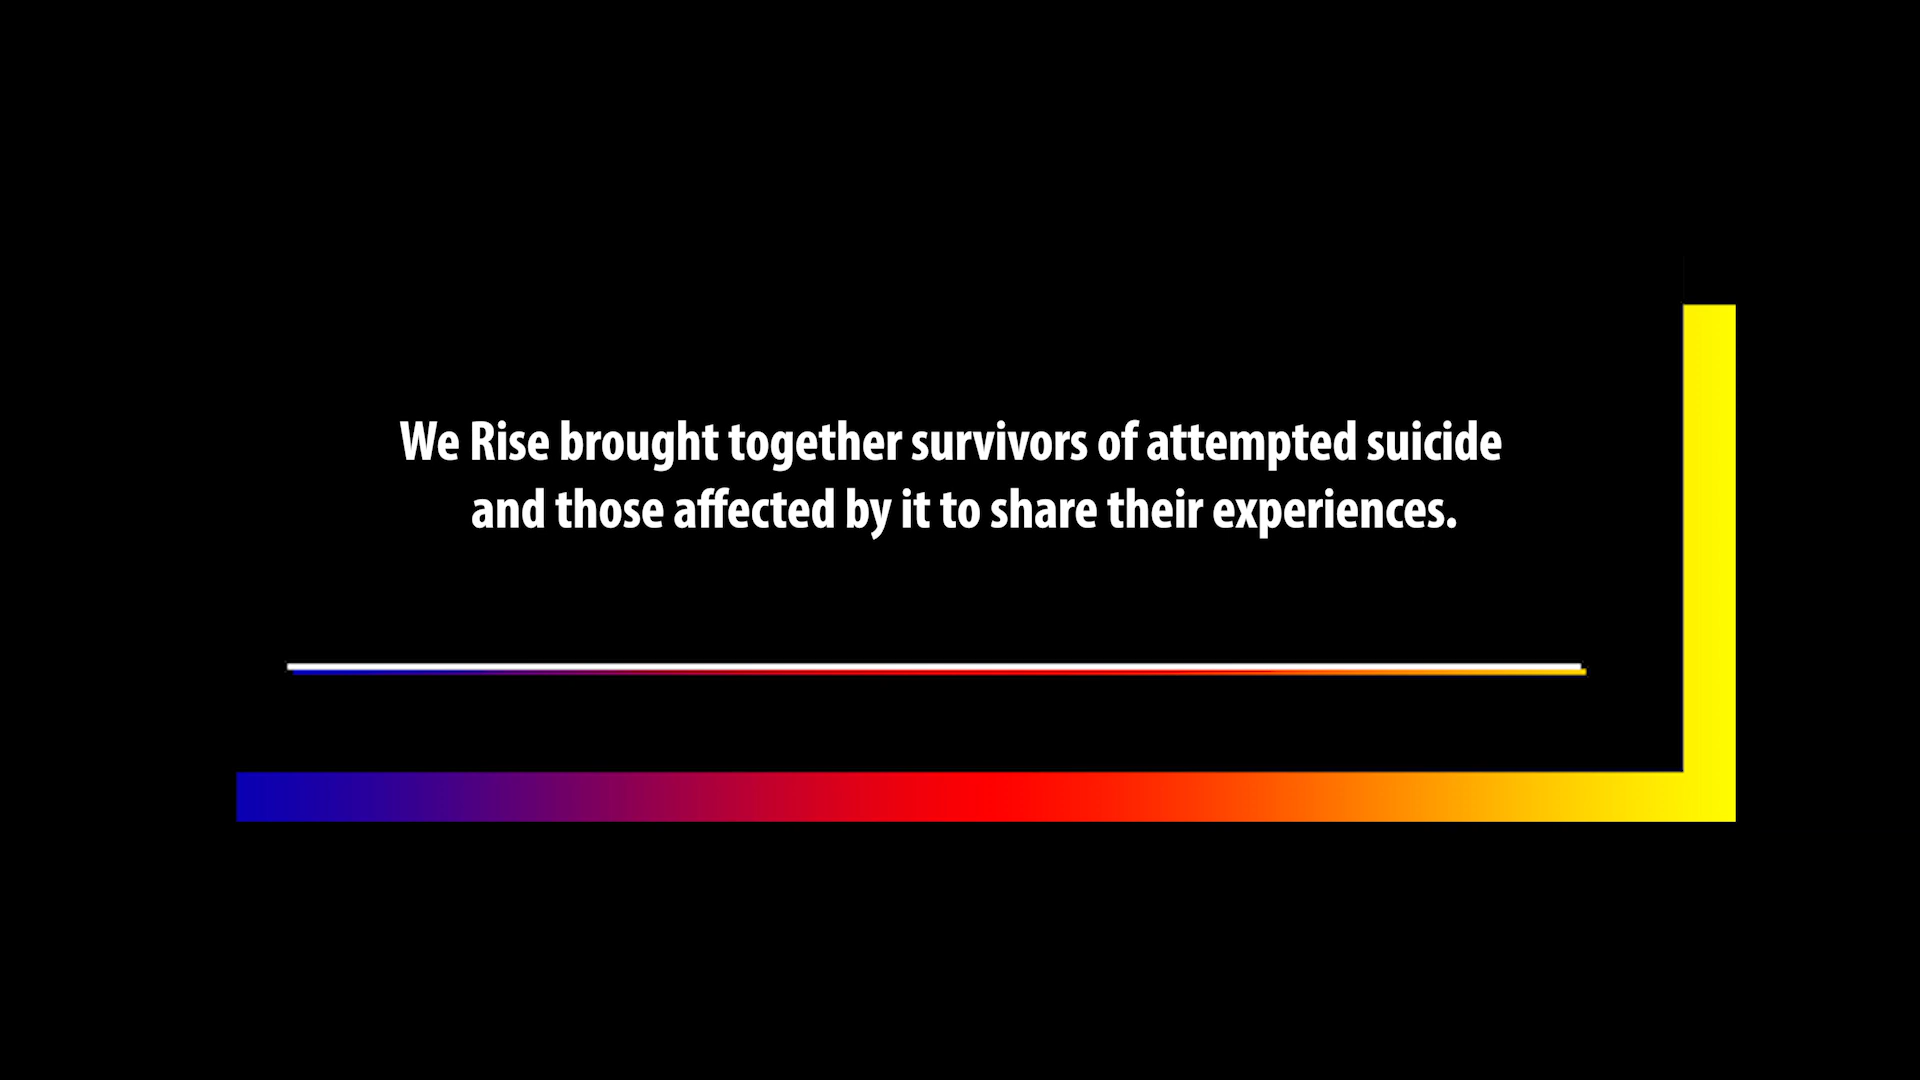 We Rise brought together survivors of attempted suicide
and those affected by it to share their experiences.